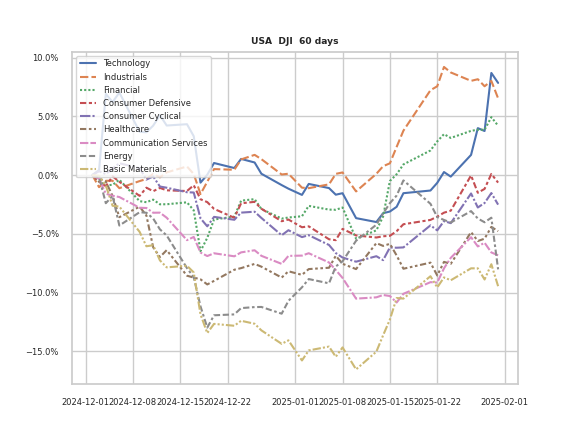 USA DJI 60 days
10.0%
5.0%
0.0%
−5.0%
−10.0%
−15.0%
Technology
Industrials
Financial
Consumer Defensive
Consumer Cyclical
Healthcare
Communication Services
Energy
Basic Materials
2024-12-01 2024-12-08 2024-12-15 2024-12-22 2025-01-01 2025-01-08 2025-01-15 2025-01-22 2025-02-01